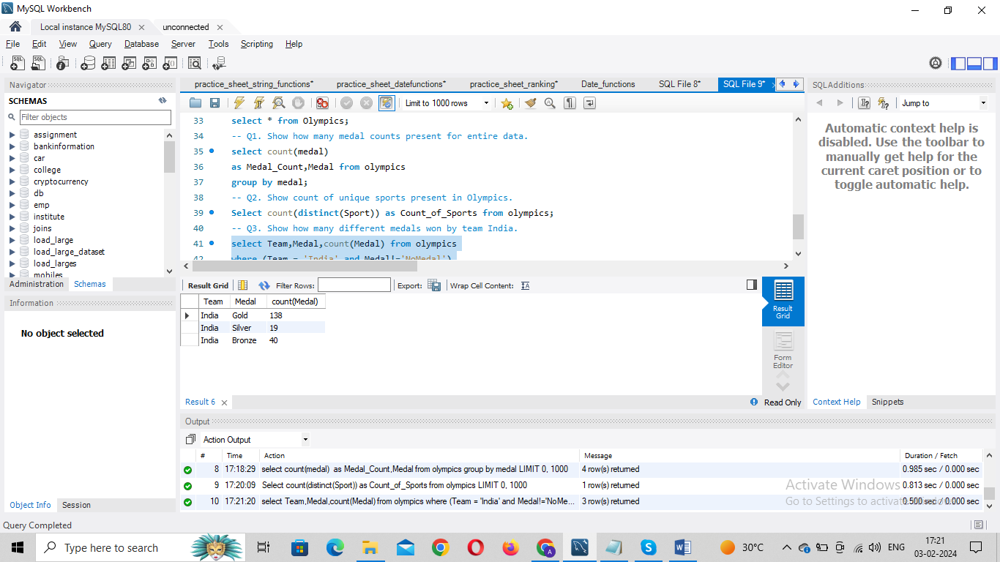 MySQL Workbench
Local instance MySQL80
unconnected
File Edit View Query Database Server Tools Scripting Help
Navigator
SCHEMAS
Filter objects
assignment
bankinformation
car
college
cryptocurrency
db
emp
institute
joins
load_large
load_large_dataset
load_larges
mobiles
Administration Schemas
Information
No object selected
Object Info Session
practice_sheet_string_functions* practice_sheet_datefunctions* practice_sheet_ranking* Date_functions SQL File 8* SQL File 9*
Limit to 1000 rows
33 select * from Olympics;
34 -- Q1. Show how many medal counts present for entire data.
35 select count(medal)
36 as Medal_Count,Medal from olympics
37 group by medal;
38 -- Q2. Show count of unique sports present in Olympics.
39 Select count(distinct(Sport)) as Count_of_Sports from olympics;
40 -- Q3. Show how many different medals won by team India.
41 select Team,Medal,count(Medal) from olympics
42 where (Team = 'India' and Medal!='NoMedal')
Result Grid Filter Rows: Export: Wrap Cell Content:
Team Medal count(Medal)
India Gold 138
India Silver 19
India Bronze 40
Result Grid
Form Editor
Result 6
Read Only
SQLAdditions
Jump to
Automatic context help is
disabled. Use the toolbar to
manually get help for the
current caret position or to
toggle automatic help.
Context Help Snippets
Output
Action Output
# Time Action Message Duration / Fetch
8 17:18:29 select count(medal) as Medal_Count,Medal from olympics group by medal LIMIT 0, 1000 4 row(s) returned 0.985 sec / 0.000 sec
9 17:20:09 Select count(distinct(Sport)) as Count_of_Sports from olympics LIMIT 0, 1000 1 row(s) returned 0.813 sec / 0.000 sec
10 17:21:20 select Team,Medal,count(Medal) from olympics where (Team = 'India' and Medal!='NoMe... 3 row(s) returned 0.500 sec / 0.000 sec
Activate Windows
Go to Settings to activate Windows.
Query Completed
Type here to search
30°C
ENG
17:21
03-02-2024